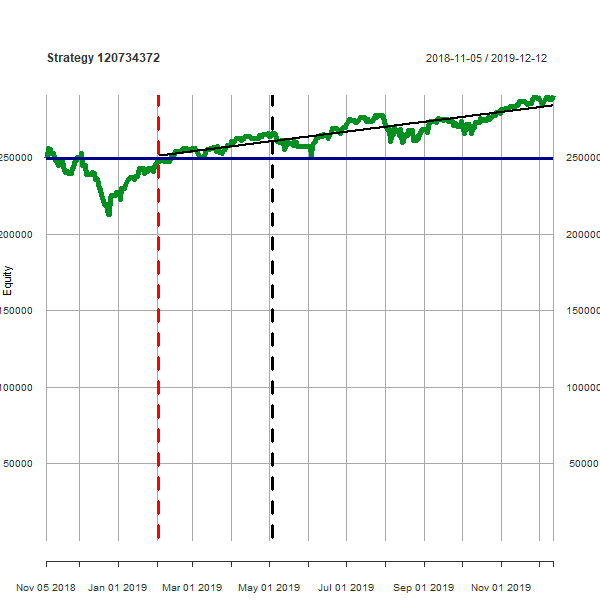 Strategy 120734372
2018-11-05 / 2019-12-12
250000
250000
200000
200000
Equity
150000
150000
100000
100000
50000
50000
Nov 05 2018
Jan 01 2019
Mar 01 2019
May 01 2019
Jul 01 2019
Sep 01 2019
Nov 01 2019